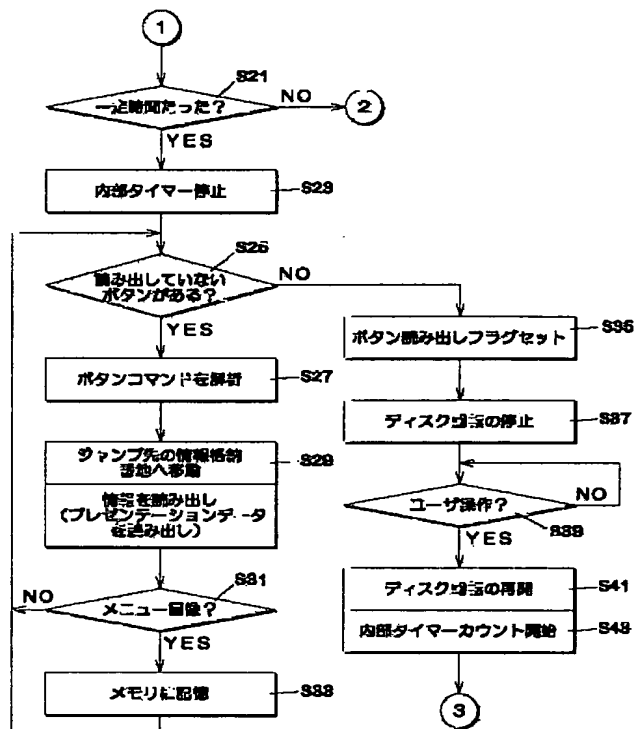 1
S21
一定時間たった？
NO
2
YES
内部タイマー停止
S23
S25
読み出していない
ボタンがある？
NO
YES
ボタンコマンドを解析
S27
ジャンプ先の情報格納
番地へ移動
S29
情報を読み出し
（プレゼンテーションデータ
を読み出し）
S31
NO
メニュー画像？
YES
メモリに記憶
S33
ボタン読み出しフラグセット
S35
ディスク回転の停止
S37
ユーザ操作？
NO
S39
YES
ディスク回転の再開
S41
内部タイマーカウント開始
S43
3